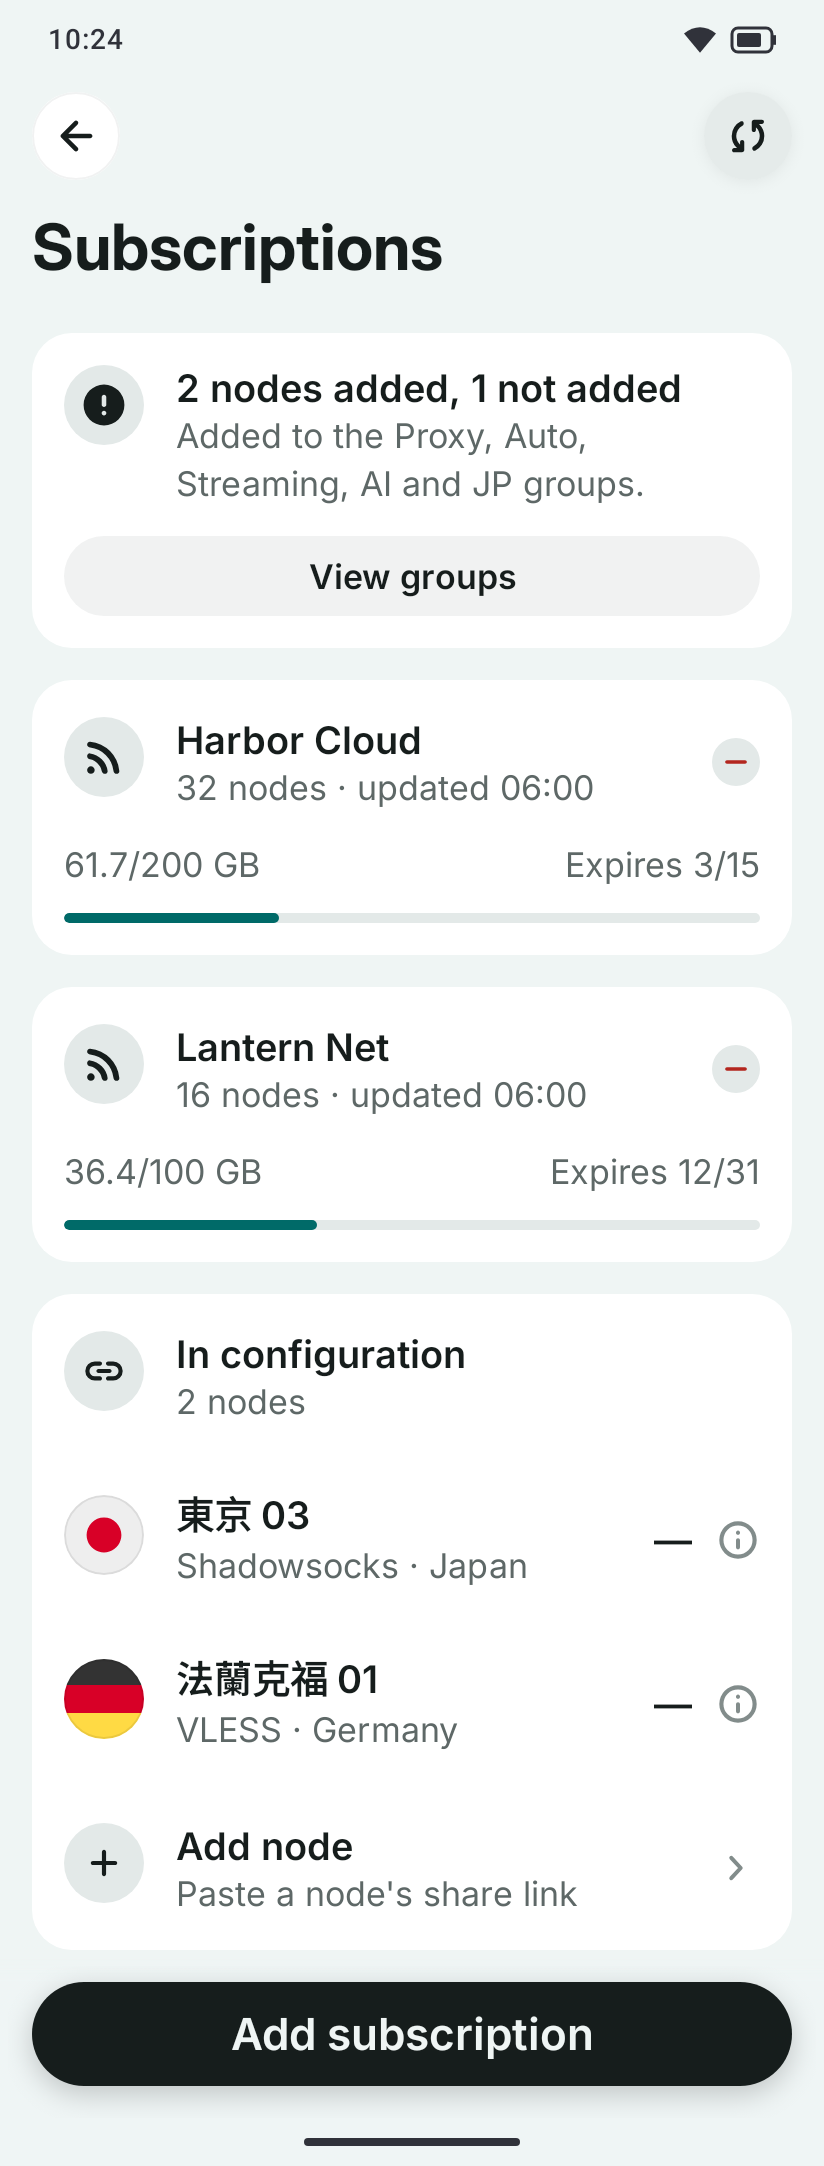 10:24
Subscriptions
2 nodes added, 1 not added
Added to the Proxy, Auto,
Streaming, AI and JP groups.
View groups
Harbor Cloud
32 nodes · updated 06:00
61.7/200 GB
Expires 3/15
Lantern Net
16 nodes · updated 06:00
36.4/100 GB
Expires 12/31
In configuration
2 nodes
東京 03
Shadowsocks · Japan
—
法蘭克福 01
VLESS · Germany
—
Add node
Paste a node's share link
Add subscription